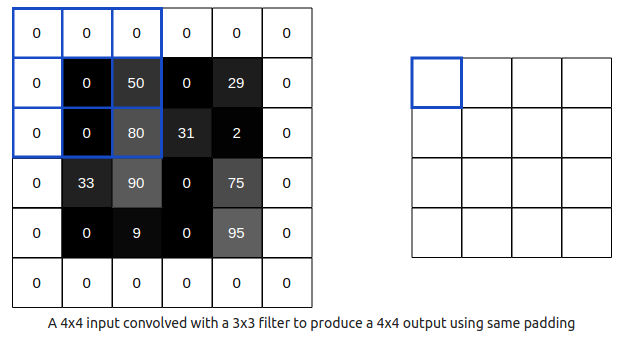 0 0 0 0 0 0
0 0 50 0 29 0
0 0 80 31 2 0
0 33 90 0 75 0
0 0 9 0 95 0
0 0 0 0 0 0
A 4x4 input convolved with a 3x3 filter to produce a 4x4 output using same padding